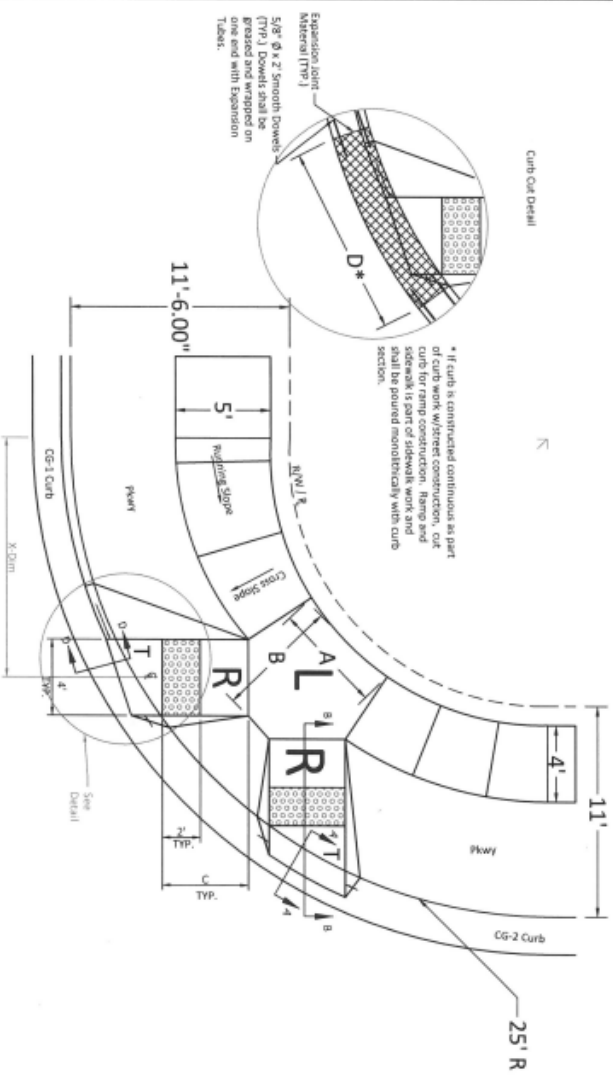 Curb Cut Detail
Expansion Joint
Material (TYP.)
5/8" Ø x 2' Smooth Dowels
(TYP.) Dowels shall be
greased and wrapped on
one end with Expansion
Tubes.
D*
* If curb is constructed continuous as part
of curb work w/street construction, cut
curb for ramp construction. Ramp and
sidewalk is part of sidewalk work and
shall be poured monolithically with curb
section.
11'-6.00"
5'
R/W
Running Slope
Cross Slope
CG-1 Curb
Pkwy
X-Dim
A
B
L
R
R
T
T
D
D
4'
TYP.
See
Detail
2'
TYP.
C
TYP.
B
B
A
A
4'
11'
Pkwy
CG-2 Curb
25' R